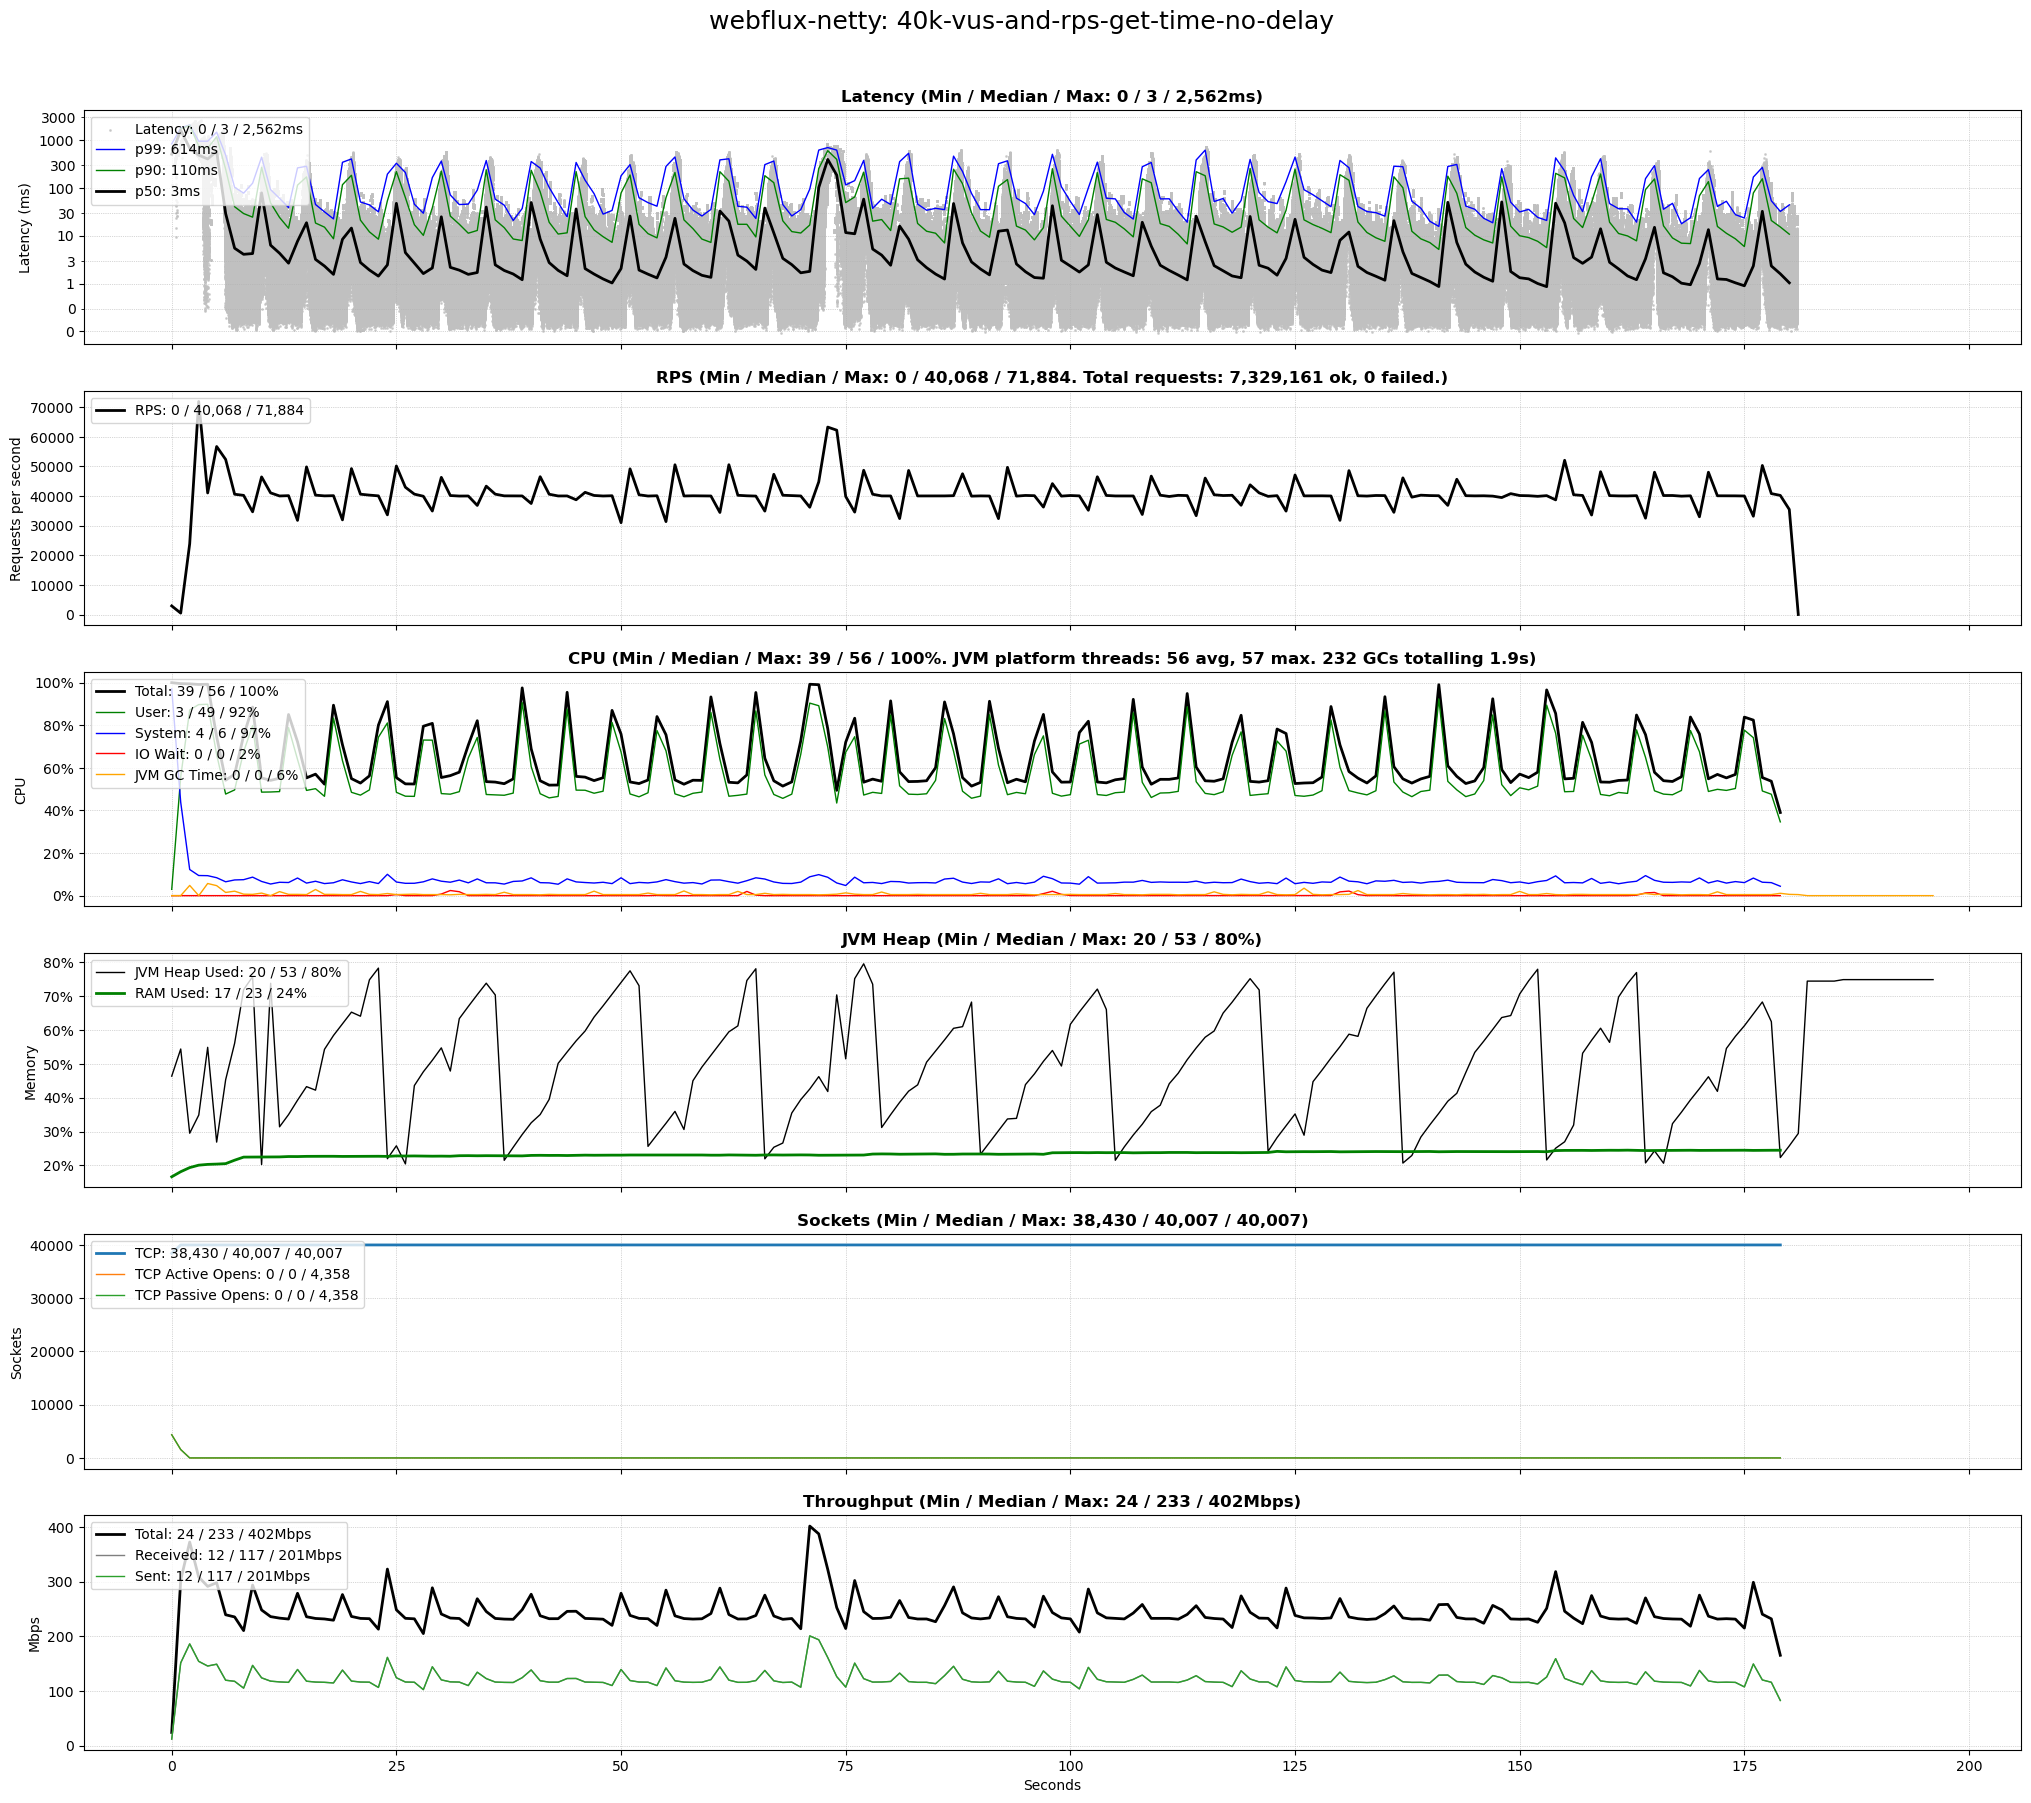 webflux-netty: 40k-vus-and-rps-get-time-no-delay
Latency (Min / Median / Max: 0 / 3 / 2,562ms)
Latency (ms)
3000
1000
300
100
30
10
3
1
0
0
Latency: 0 / 3 / 2,562ms
p99: 614ms
p90: 110ms
p50: 3ms
RPS (Min / Median / Max: 0 / 40,068 / 71,884. Total requests: 7,329,161 ok, 0 failed.)
Requests per second
70000
60000
50000
40000
30000
20000
10000
0
RPS: 0 / 40,068 / 71,884
CPU (Min / Median / Max: 39 / 56 / 100%. JVM platform threads: 56 avg, 57 max. 232 GCs totalling 1.9s)
CPU
100%
80%
60%
40%
20%
0%
Total: 39 / 56 / 100%
User: 3 / 49 / 92%
System: 4 / 6 / 97%
IO Wait: 0 / 0 / 2%
JVM GC Time: 0 / 0 / 6%
JVM Heap (Min / Median / Max: 20 / 53 / 80%)
Memory
80%
70%
60%
50%
40%
30%
20%
JVM Heap Used: 20 / 53 / 80%
RAM Used: 17 / 23 / 24%
Sockets (Min / Median / Max: 38,430 / 40,007 / 40,007)
Sockets
40000
30000
20000
10000
0
TCP: 38,430 / 40,007 / 40,007
TCP Active Opens: 0 / 0 / 4,358
TCP Passive Opens: 0 / 0 / 4,358
Throughput (Min / Median / Max: 24 / 233 / 402Mbps)
Mbps
400
300
200
100
0
Total: 24 / 233 / 402Mbps
Received: 12 / 117 / 201Mbps
Sent: 12 / 117 / 201Mbps
0 25 50 75 100 125 150 175 200
Seconds